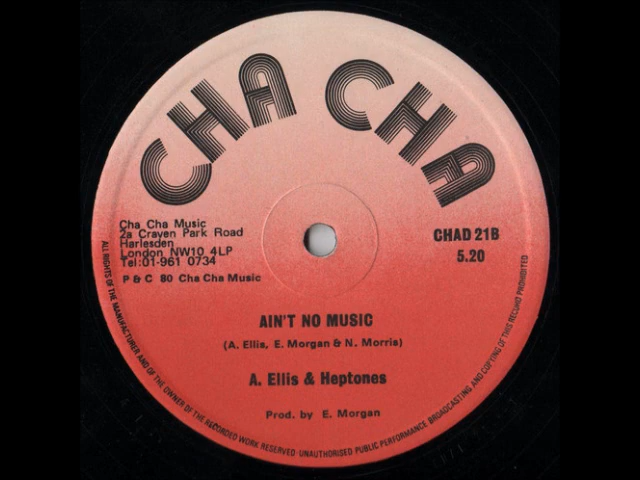 CHA CHA
Cha Cha Music
2a Craven Park Road
Harlesden
London NW10 4LP
Tel:01-961 0734
P & C 80 Cha Cha Music
CHAD 21B
5.20
AIN'T NO MUSIC
(A. Ellis, E. Morgan & N. Morris)
A. Ellis & Heptones
Prod. by E. Morgan
ALL RIGHTS OF THE MANUFACTURER AND OF THE OWNER OF THE RECORDED WORK RESERVED·UNAUTHORISED PUBLIC PERFORMANCE BROADCASTING AND COPYING OF THIS RECORD PROHIBITED